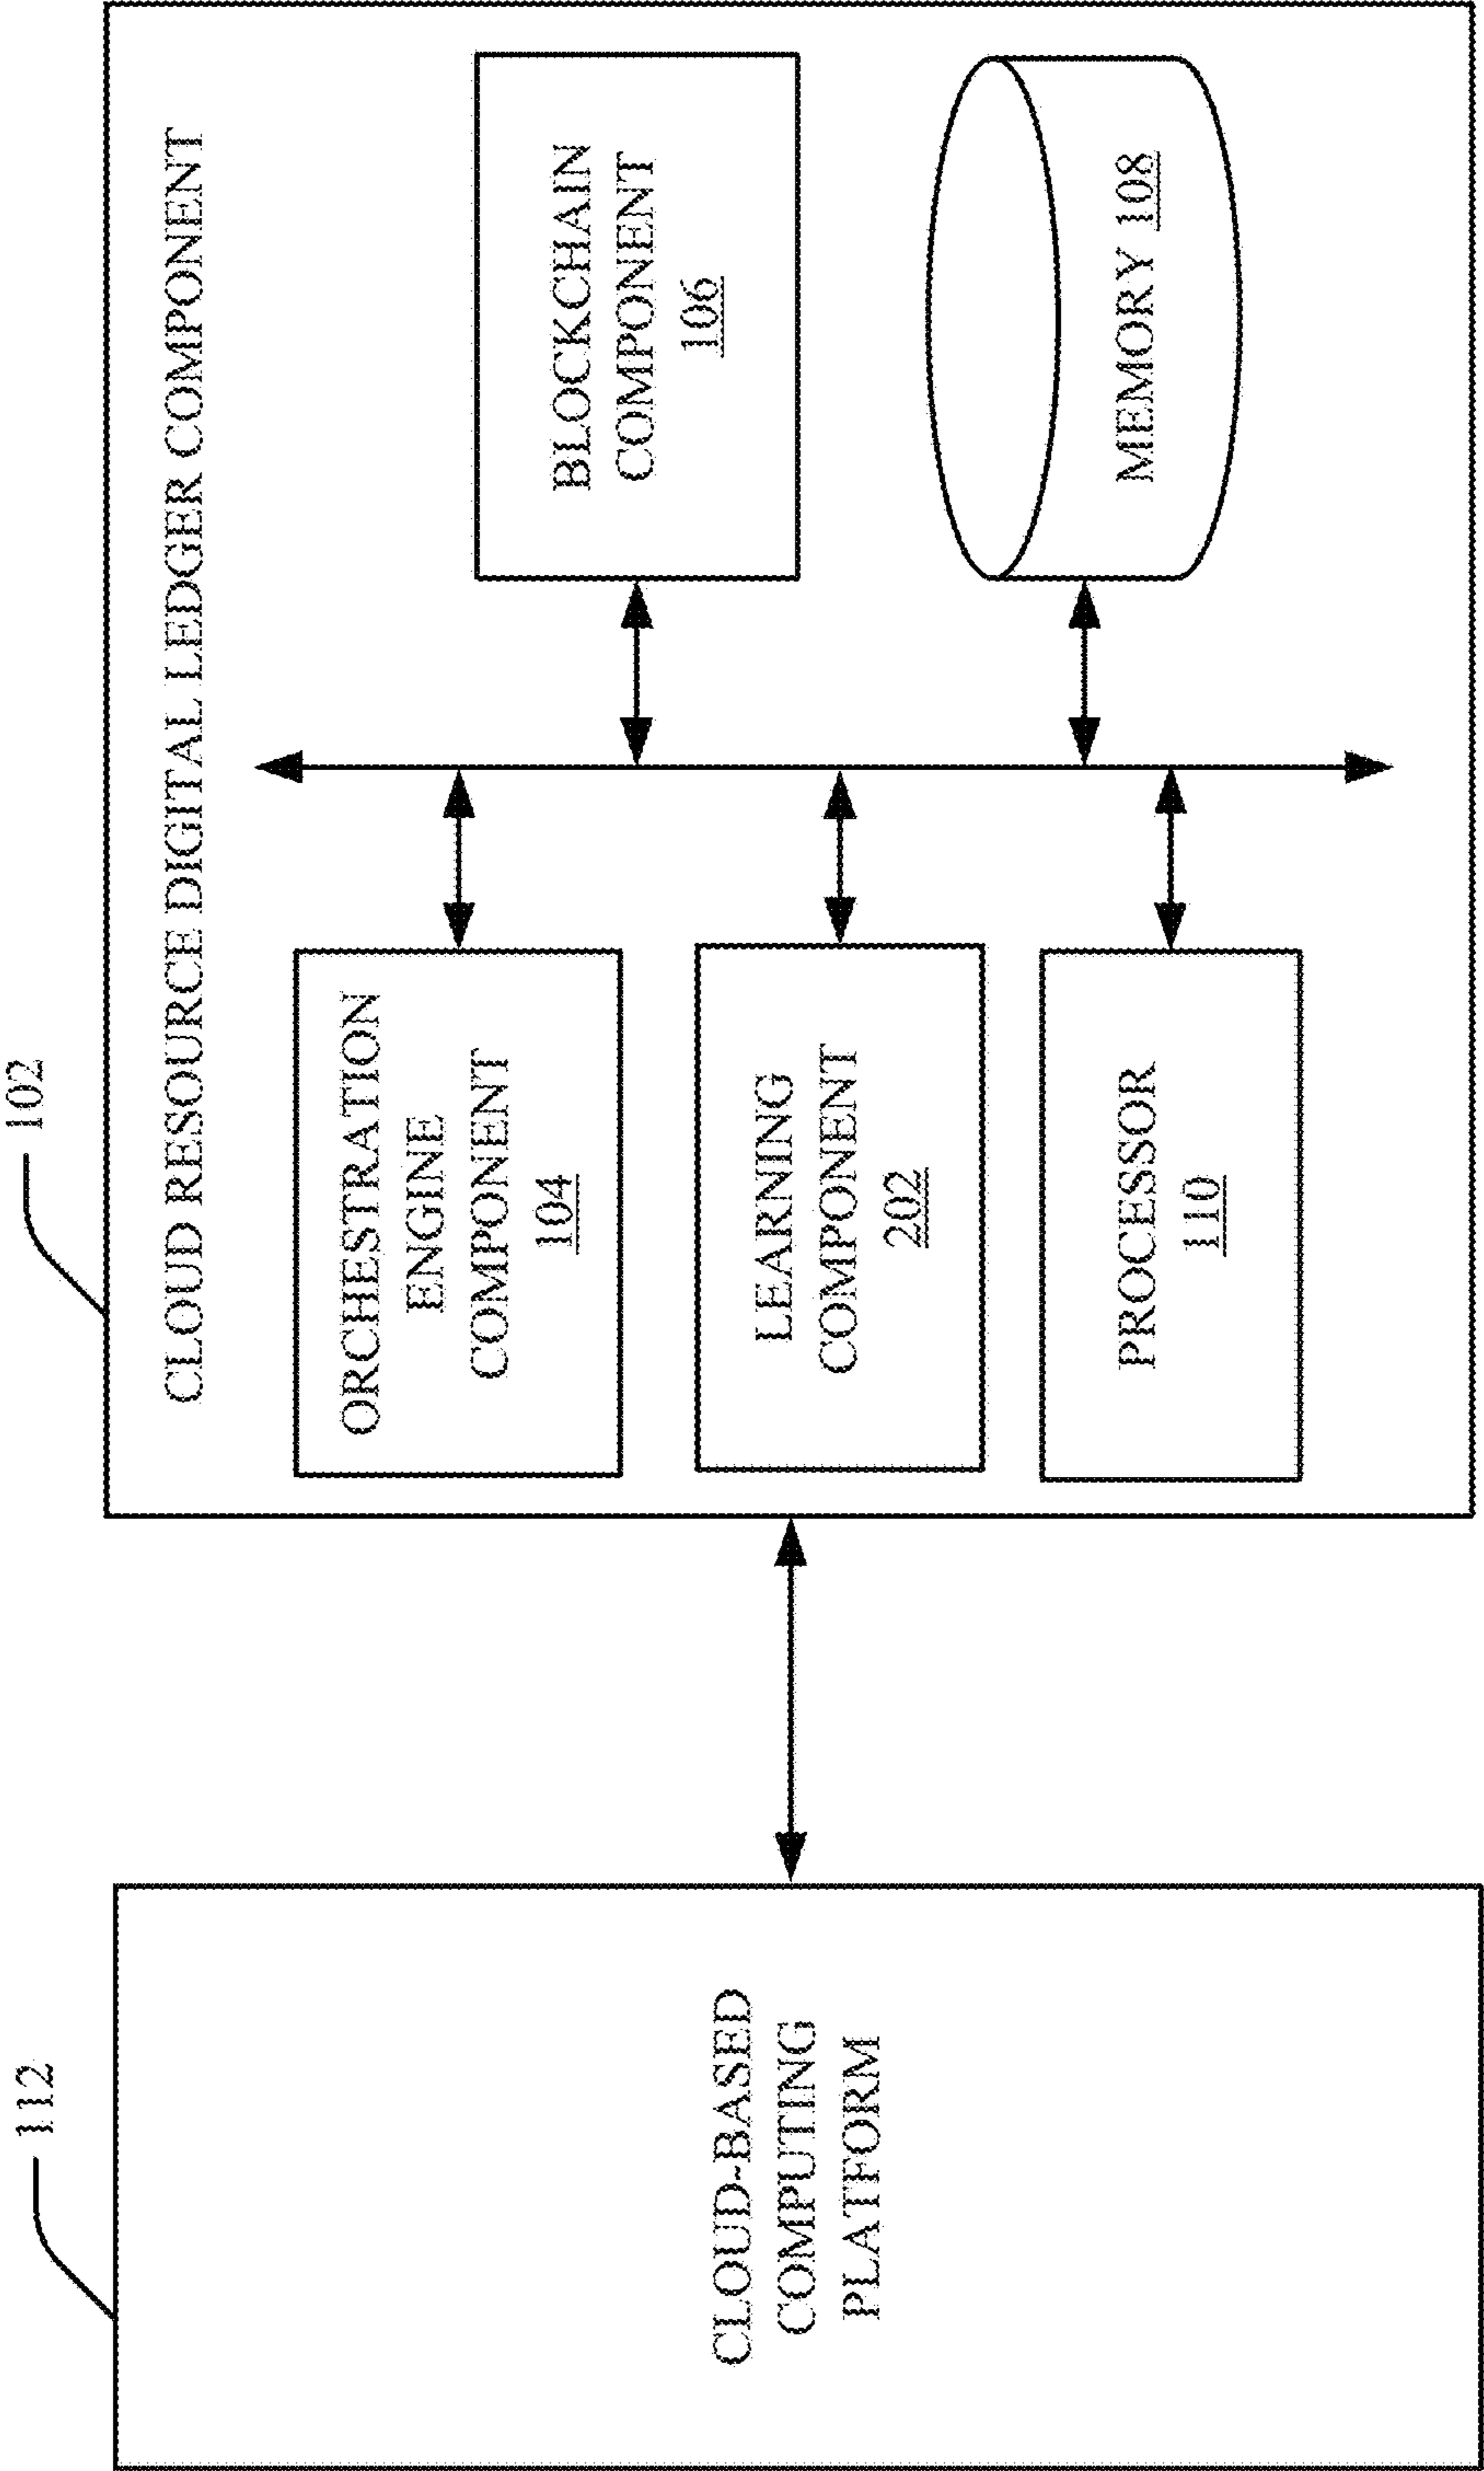 112
CLOUD-BASED
COMPUTING
PLATFORM
102
CLOUD RESOURCE DIGITAL LEDGER COMPONENT
ORCHESTRATION
ENGINE
COMPONENT
104
LEARNING
COMPONENT
202
PROCESSOR
110
BLOCKCHAIN
COMPONENT
106
MEMORY 108